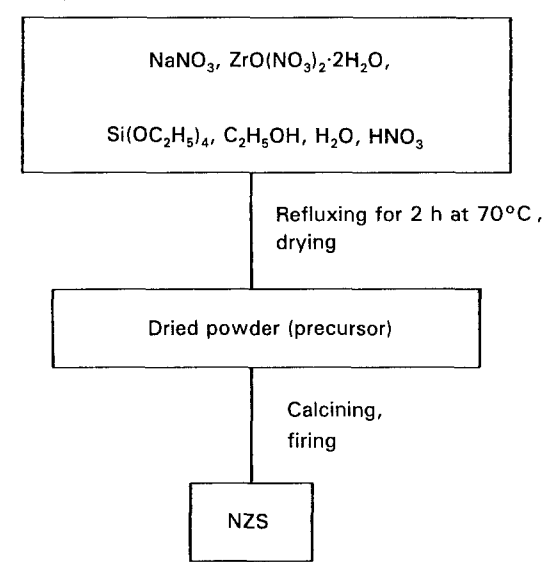 NaNO₃, ZrO(NO₃)₂·2H₂O,
Si(OC₂H₅)₄, C₂H₅OH, H₂O, HNO₃
Refluxing for 2 h at 70°C,
drying
Dried powder (precursor)
Calcining,
firing
NZS